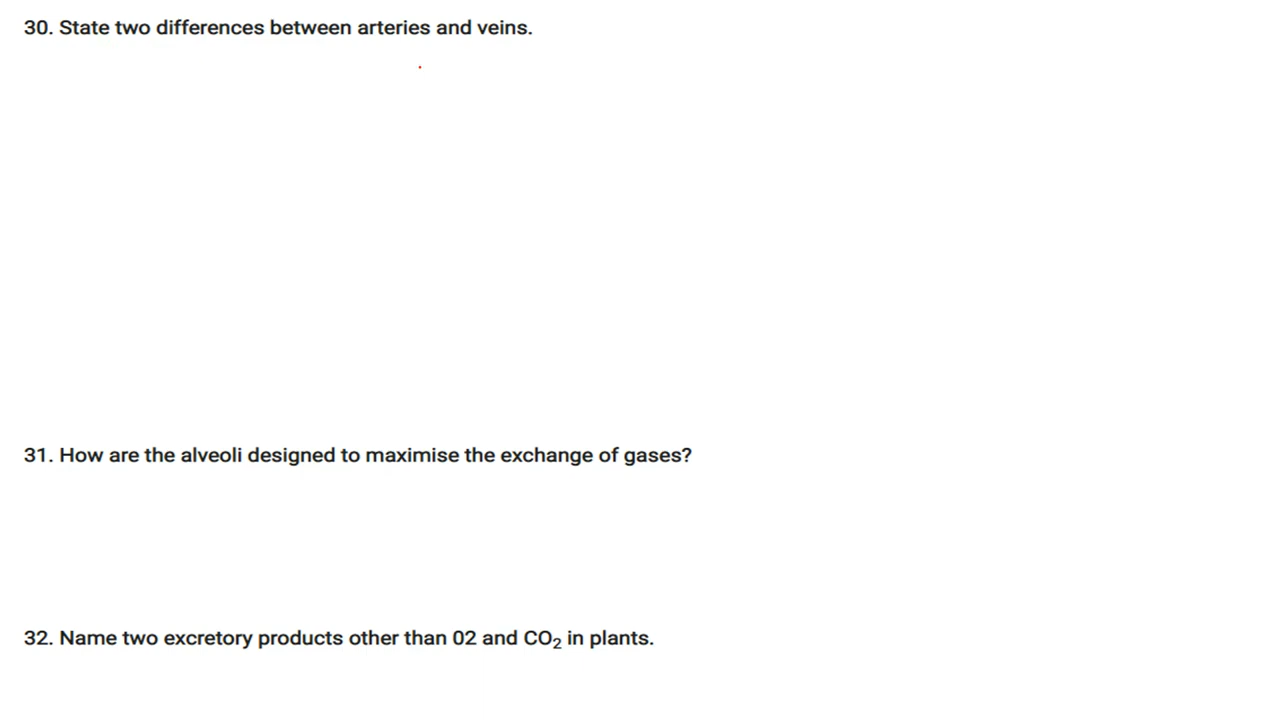 30. State two differences between arteries and veins.
31. How are the alveoli designed to maximise the exchange of gases?
32. Name two excretory products other than 02 and CO₂ in plants.